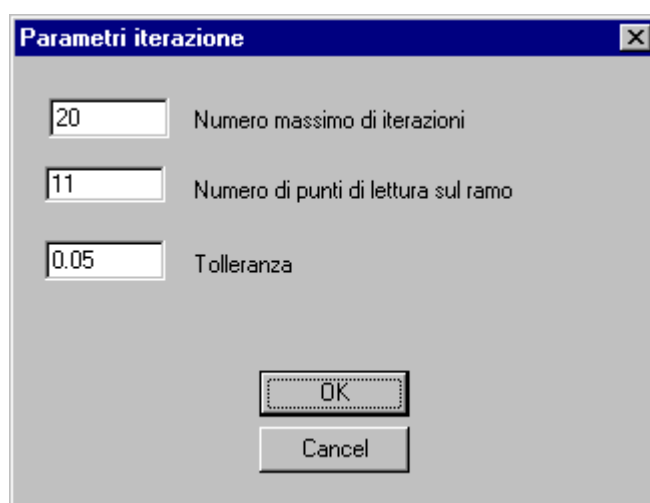 Parametri iterazione
20 Numero massimo di iterazioni
11 Numero di punti di lettura sul ramo
0.05 Tolleranza
OK
Cancel